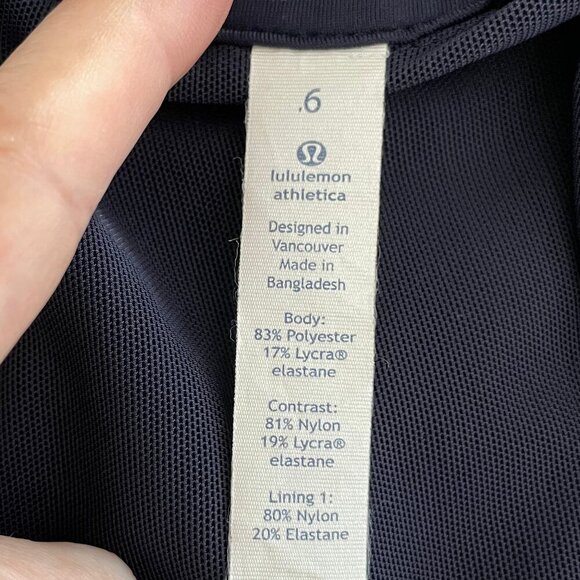 .6
lululemon
athletica
Designed in
Vancouver
Made in
Bangladesh
Body:
83% Polyester
17% Lycra®
elastane
Contrast:
81% Nylon
19% Lycra®
elastane
Lining 1:
80% Nylon
20% Elastane